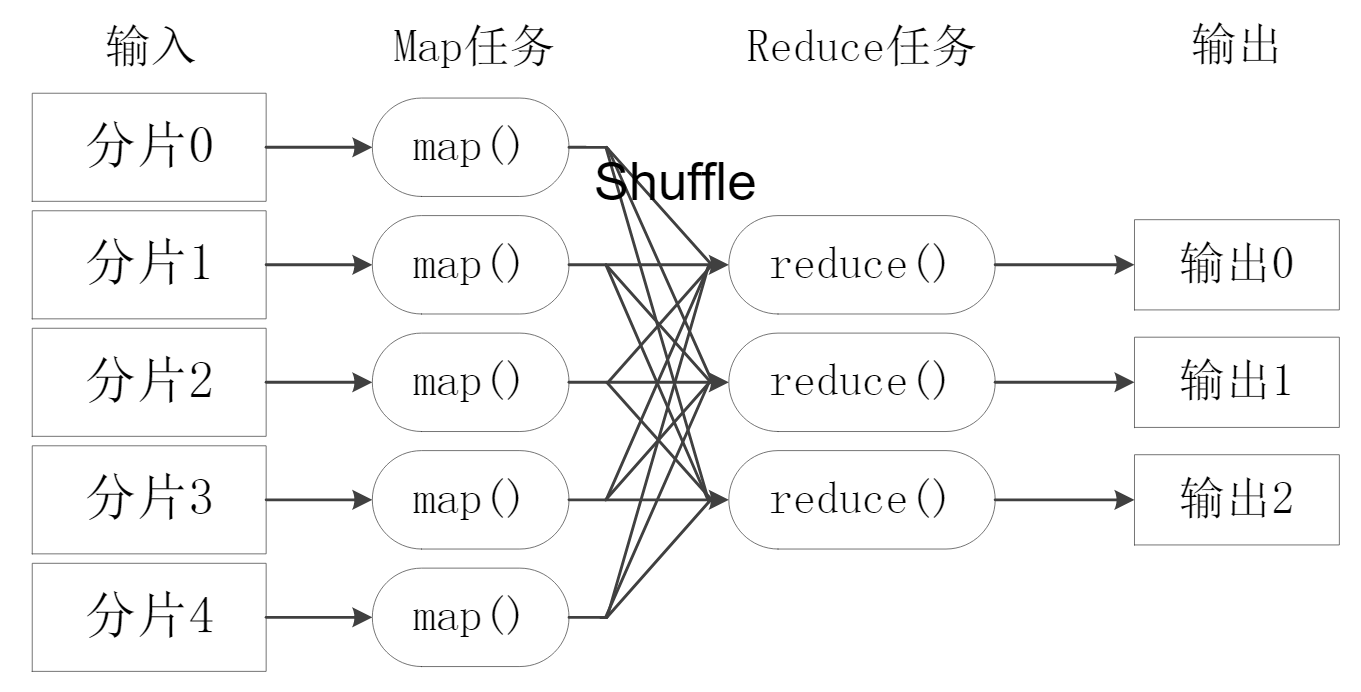 输入 Map任务 Reduce任务 输出
分片0 map()
Shuffle
分片1 map() reduce() 输出0
分片2 map() reduce() 输出1
分片3 map() reduce() 输出2
分片4 map()